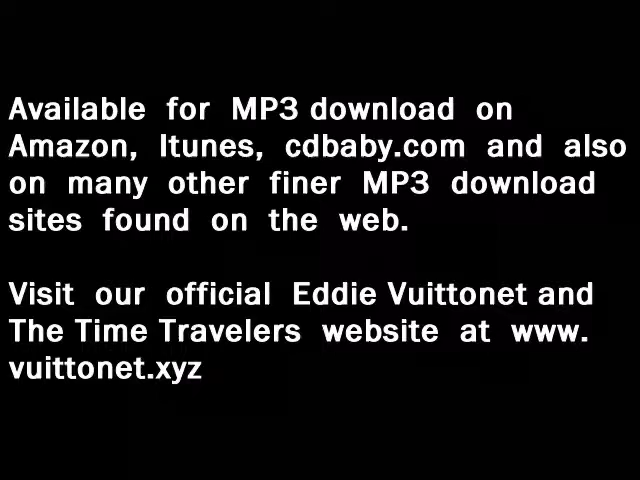 Available for MP3 download on
Amazon, Itunes, cdbaby.com and also
on many other finer MP3 download
sites found on the web.
Visit our official Eddie Vuittonet and
The Time Travelers website at www.
vuittonet.xyz